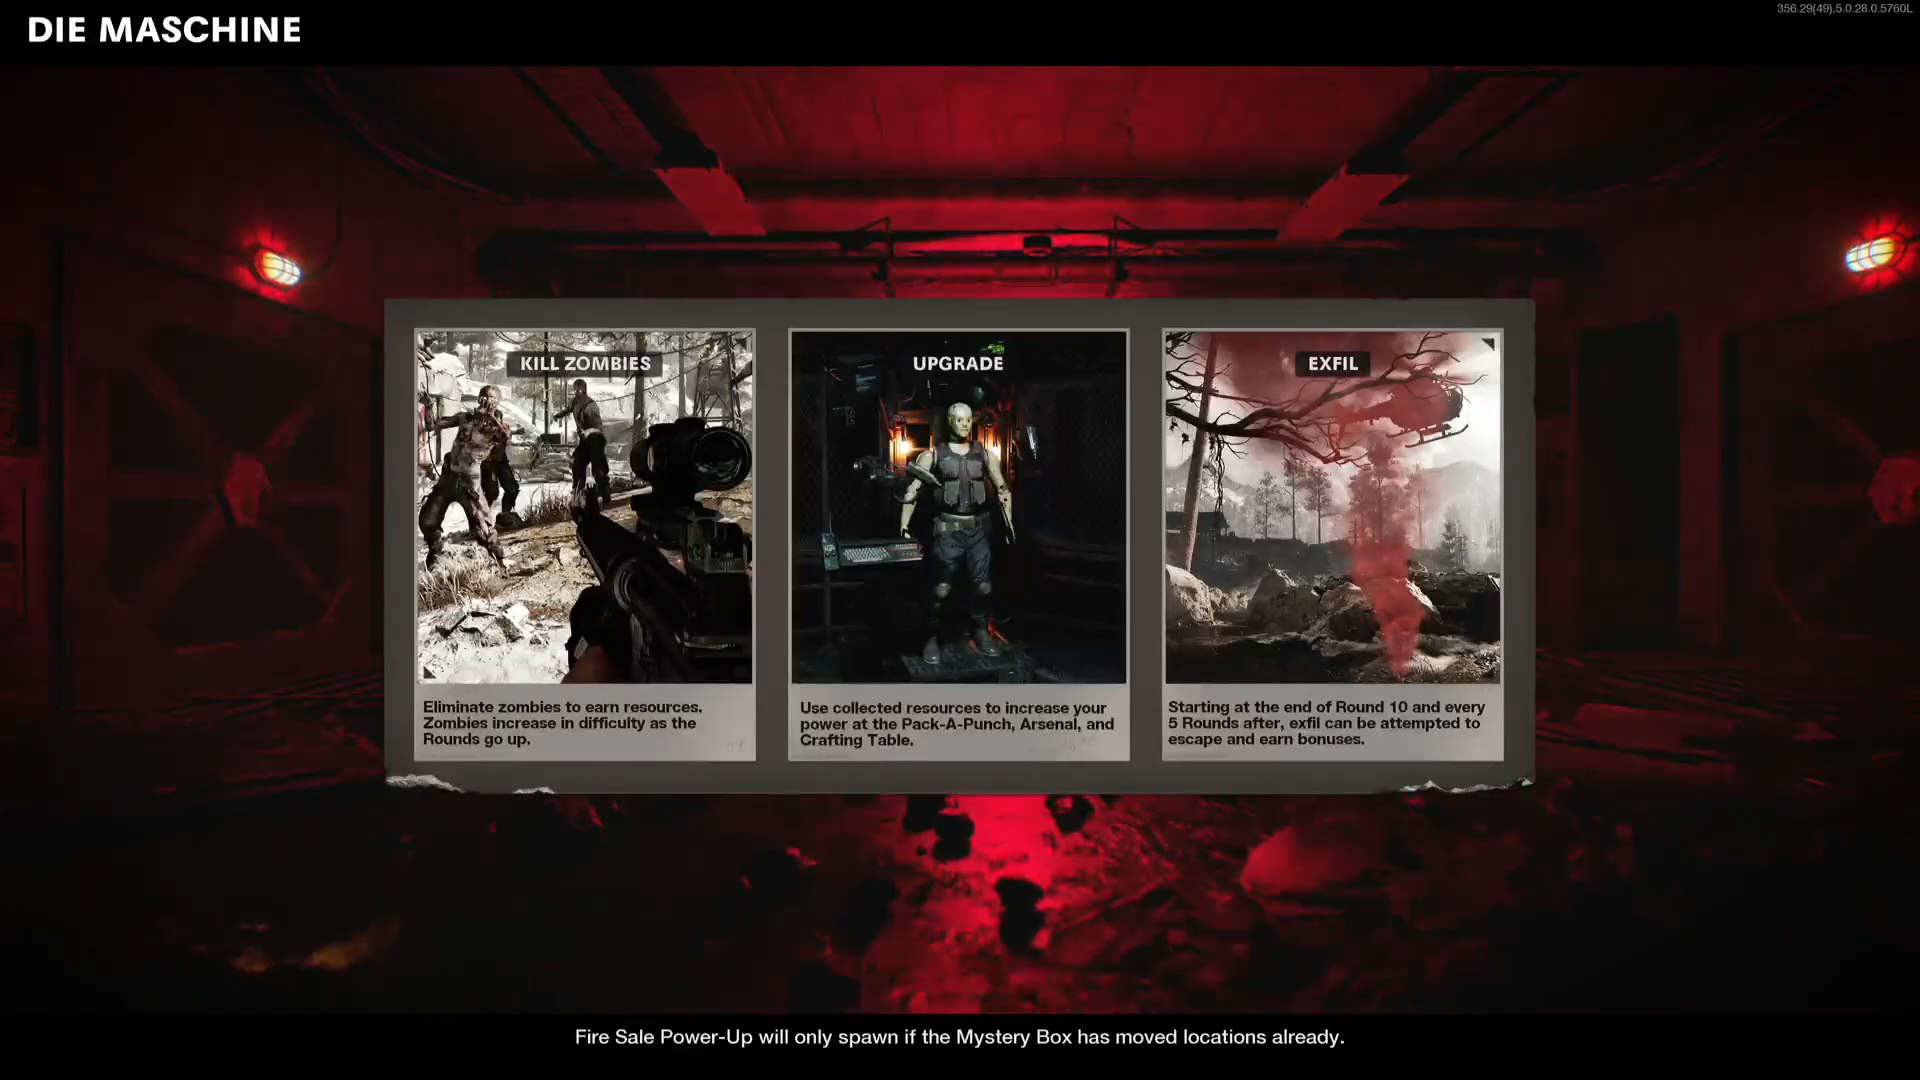 DIE MASCHINE
356.29(49).5.0.28.0.5760L
KILL ZOMBIES
Eliminate zombies to earn resources.
Zombies increase in difficulty as the
Rounds go up.
UPGRADE
Use collected resources to increase your
power at the Pack-A-Punch, Arsenal, and
Crafting Table.
EXFIL
Starting at the end of Round 10 and every
5 Rounds after, exfil can be attempted to
escape and earn bonuses.
Fire Sale Power-Up will only spawn if the Mystery Box has moved locations already.